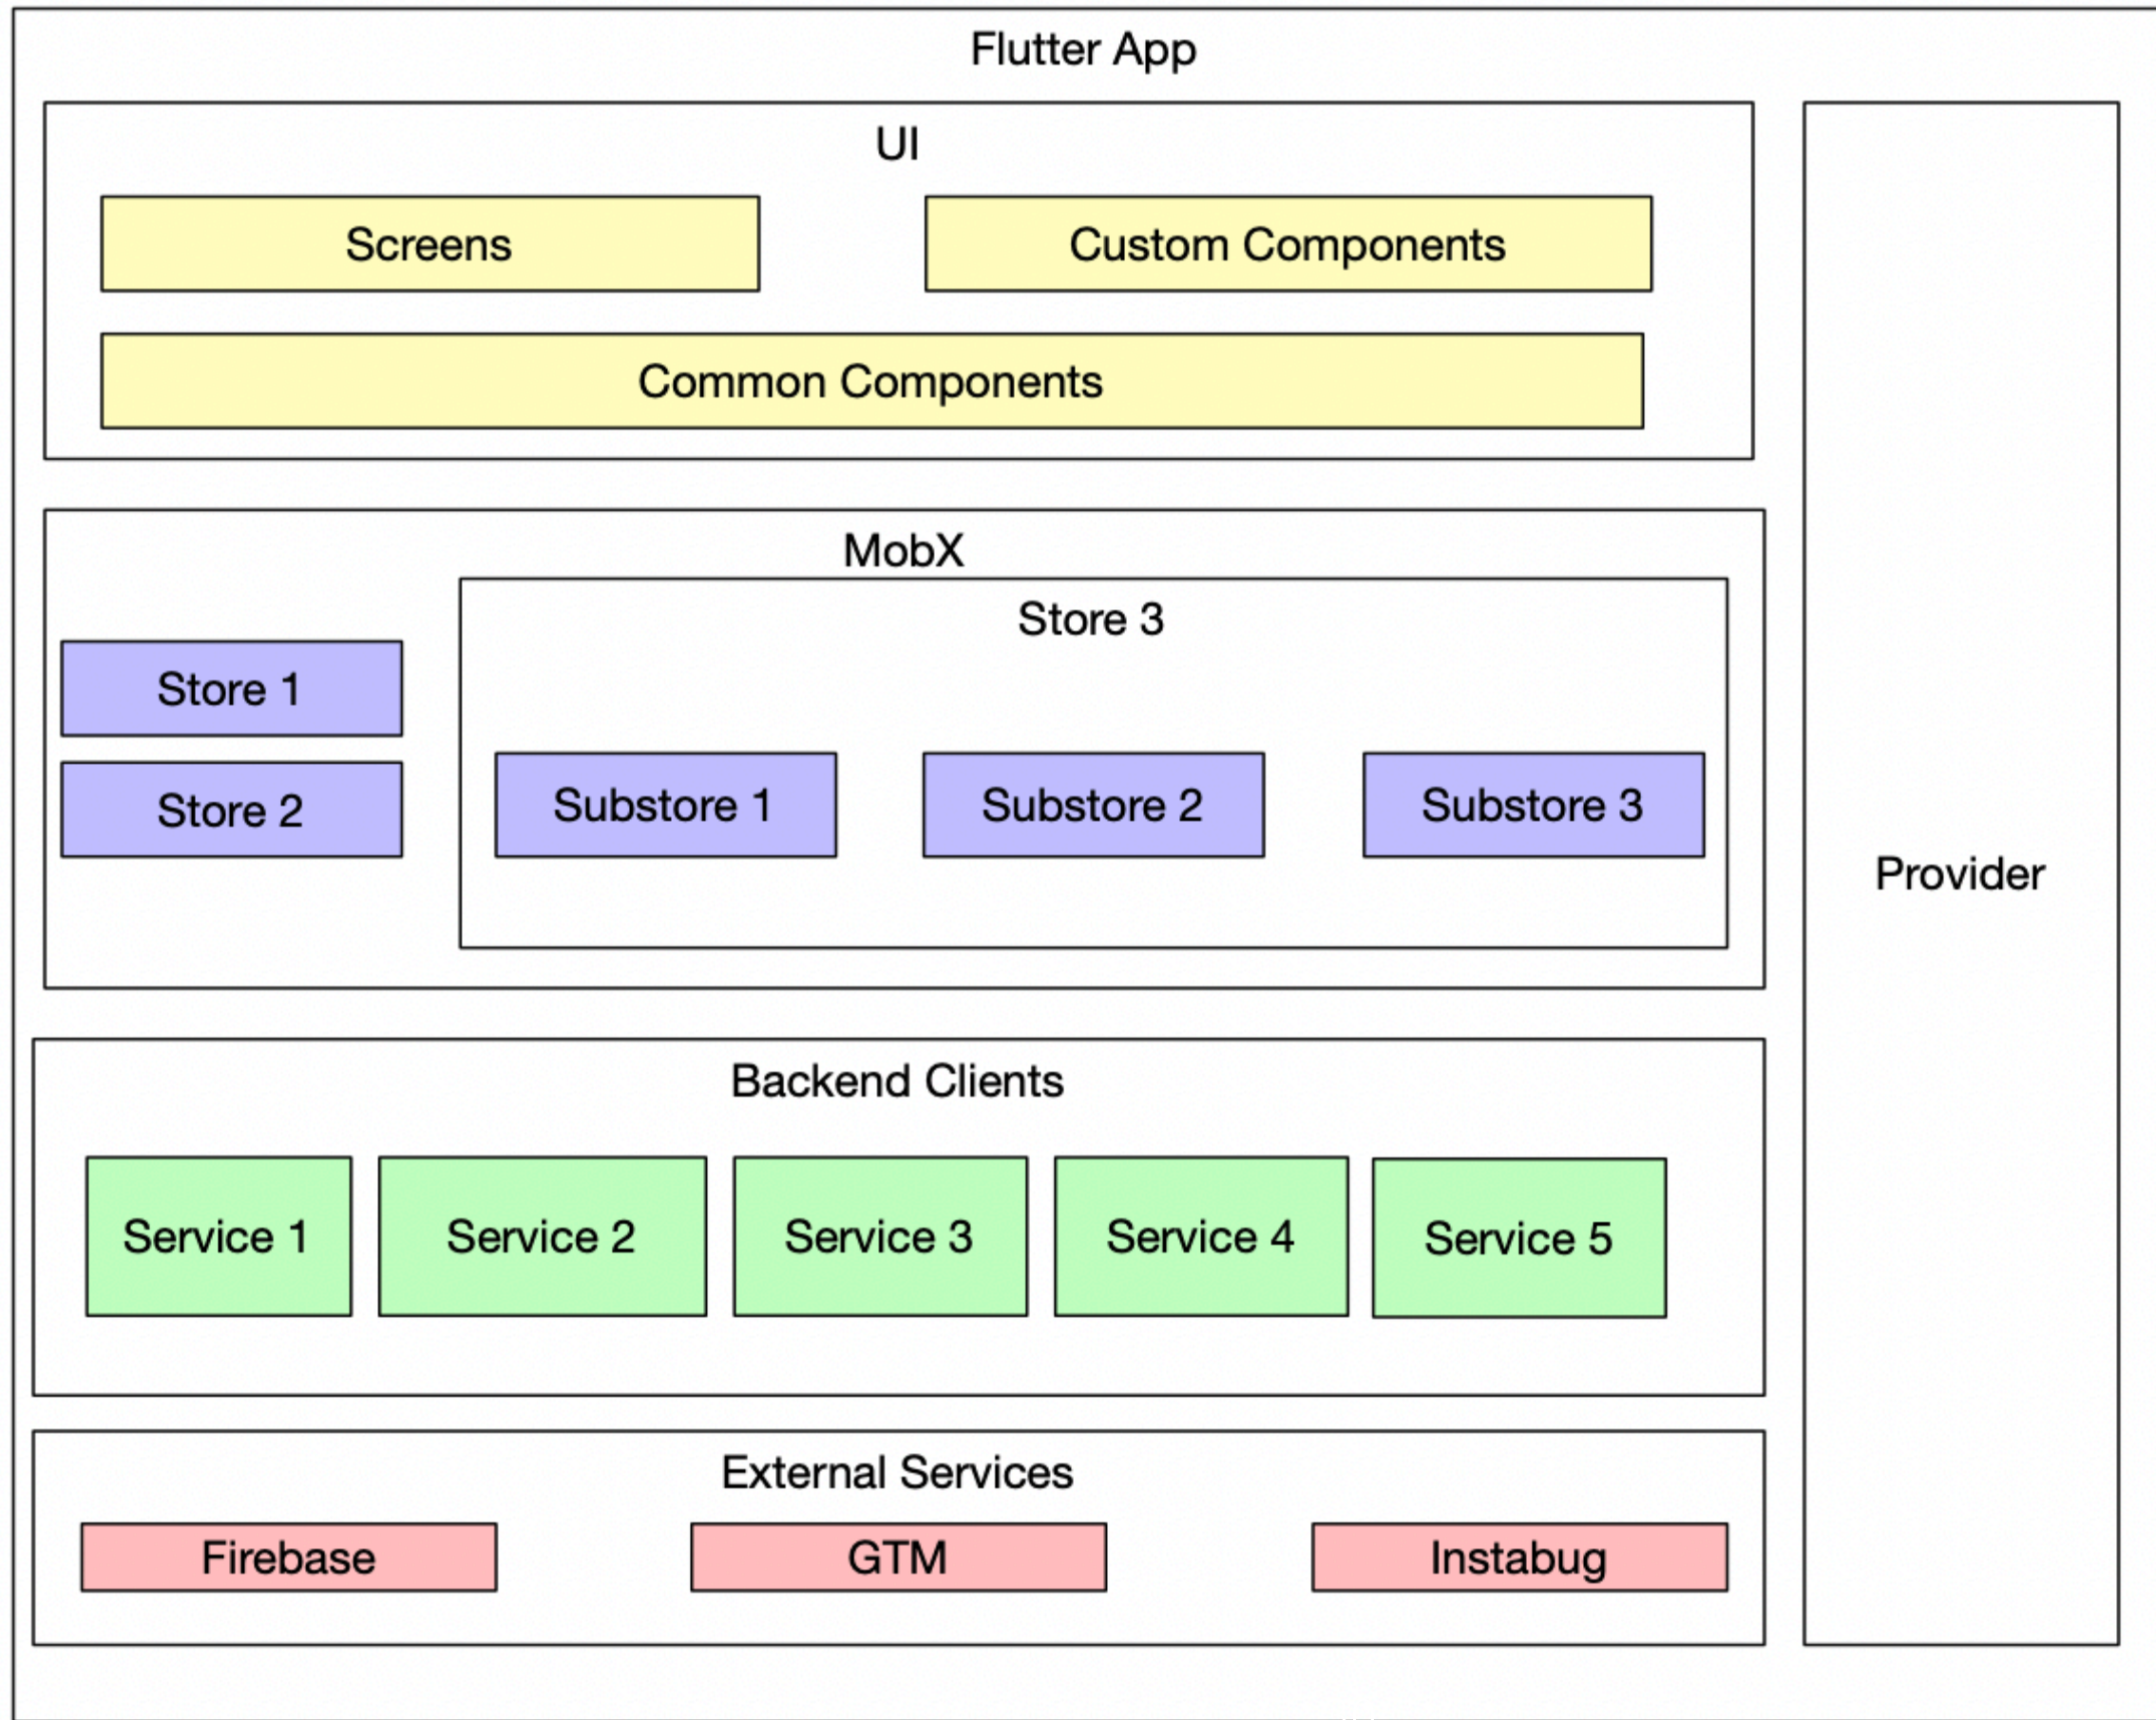 Flutter App
UI
Screens
Custom Components
Common Components
MobX
Store 3
Store 1
Store 2
Substore 1
Substore 2
Substore 3
Provider
Backend Clients
Service 1
Service 2
Service 3
Service 4
Service 5
External Services
Firebase
GTM
Instabug